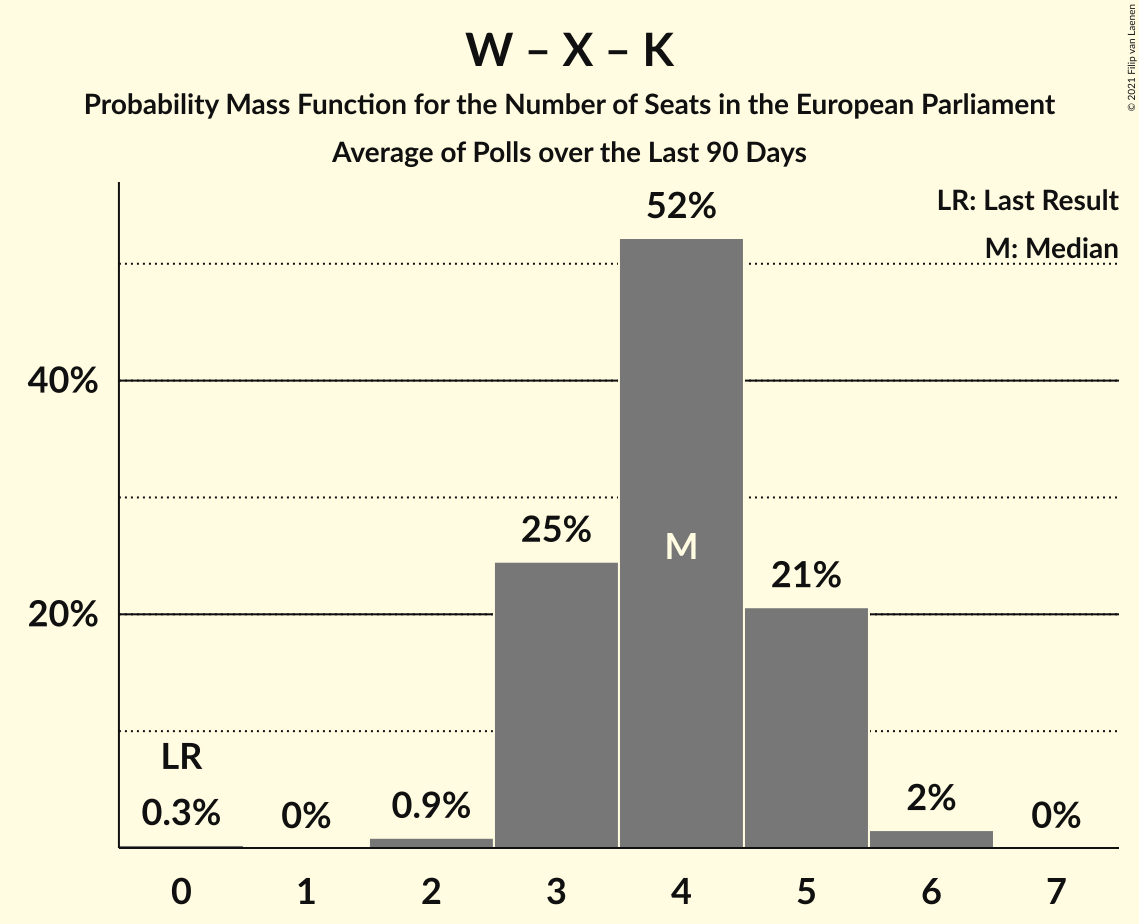 W – X – K
Probability Mass Function for the Number of Seats in the European Parliament
Average of Polls over the Last 90 Days
© 2021 Filip van Laenen
LR: Last Result
M: Median
52%
40%
25%
M
21%
20%
LR
0.3%
0%
0.9%
2%
0%
0 1 2 3 4 5 6 7